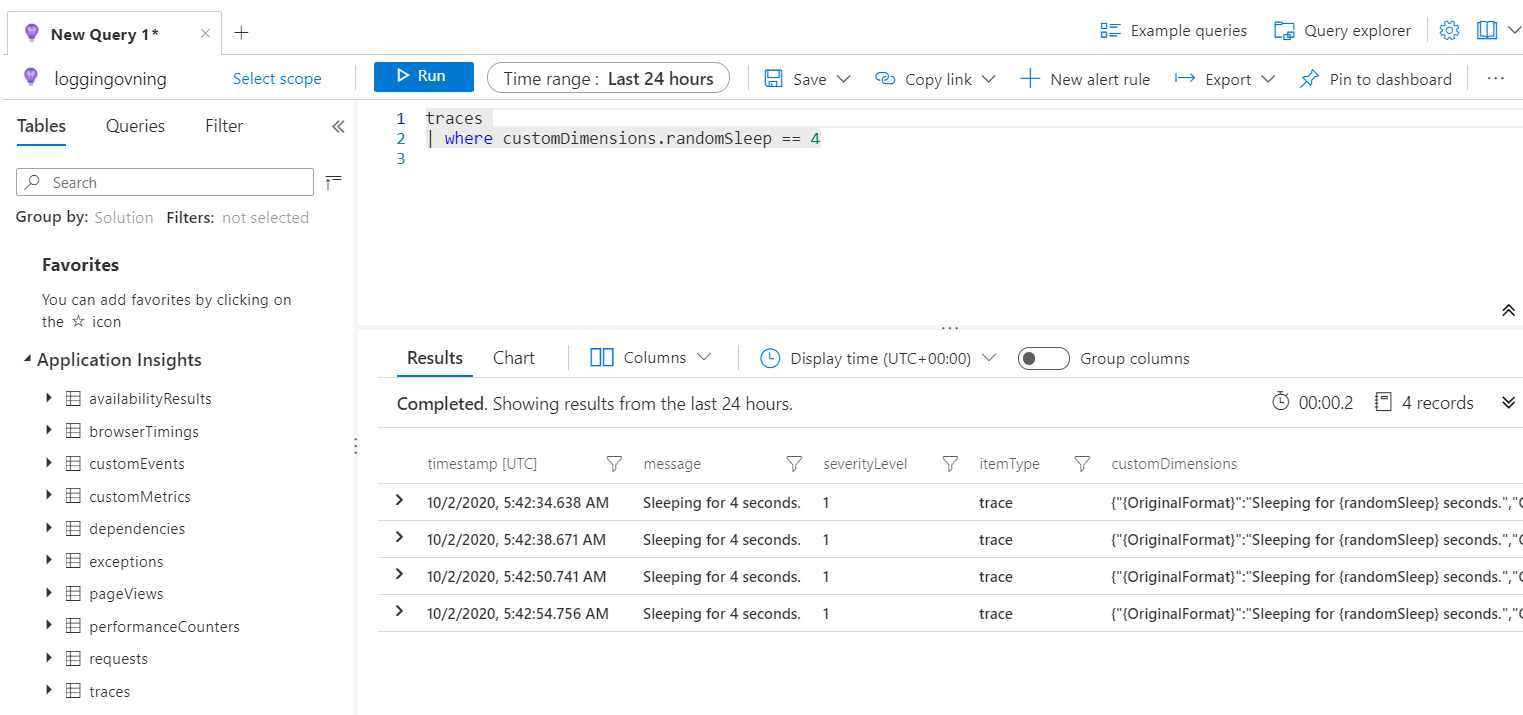 New Query 1*
Example queries
Query explorer
loggingovning
Select scope
Run
Time range : Last 24 hours
Save
Copy link
New alert rule
Export
Pin to dashboard
Tables Queries Filter
Search
Group by: Solution Filters: not selected
Favorites
You can add favorites by clicking on
the ☆ icon
Application Insights
availabilityResults
browserTimings
customEvents
customMetrics
dependencies
exceptions
pageViews
performanceCounters
requests
traces
1 traces
2 | where customDimensions.randomSleep == 4
3
Results Chart Columns Display time (UTC+00:00) Group columns
Completed. Showing results from the last 24 hours. 00:00.2 4 records
timestamp [UTC] message severityLevel itemType customDimensions
10/2/2020, 5:42:34.638 AM Sleeping for 4 seconds. 1 trace {"{OriginalFormat}":"Sleeping for {randomSleep} seconds.","
10/2/2020, 5:42:38.671 AM Sleeping for 4 seconds. 1 trace {"{OriginalFormat}":"Sleeping for {randomSleep} seconds.","
10/2/2020, 5:42:50.741 AM Sleeping for 4 seconds. 1 trace {"{OriginalFormat}":"Sleeping for {randomSleep} seconds.","
10/2/2020, 5:42:54.756 AM Sleeping for 4 seconds. 1 trace {"{OriginalFormat}":"Sleeping for {randomSleep} seconds.","